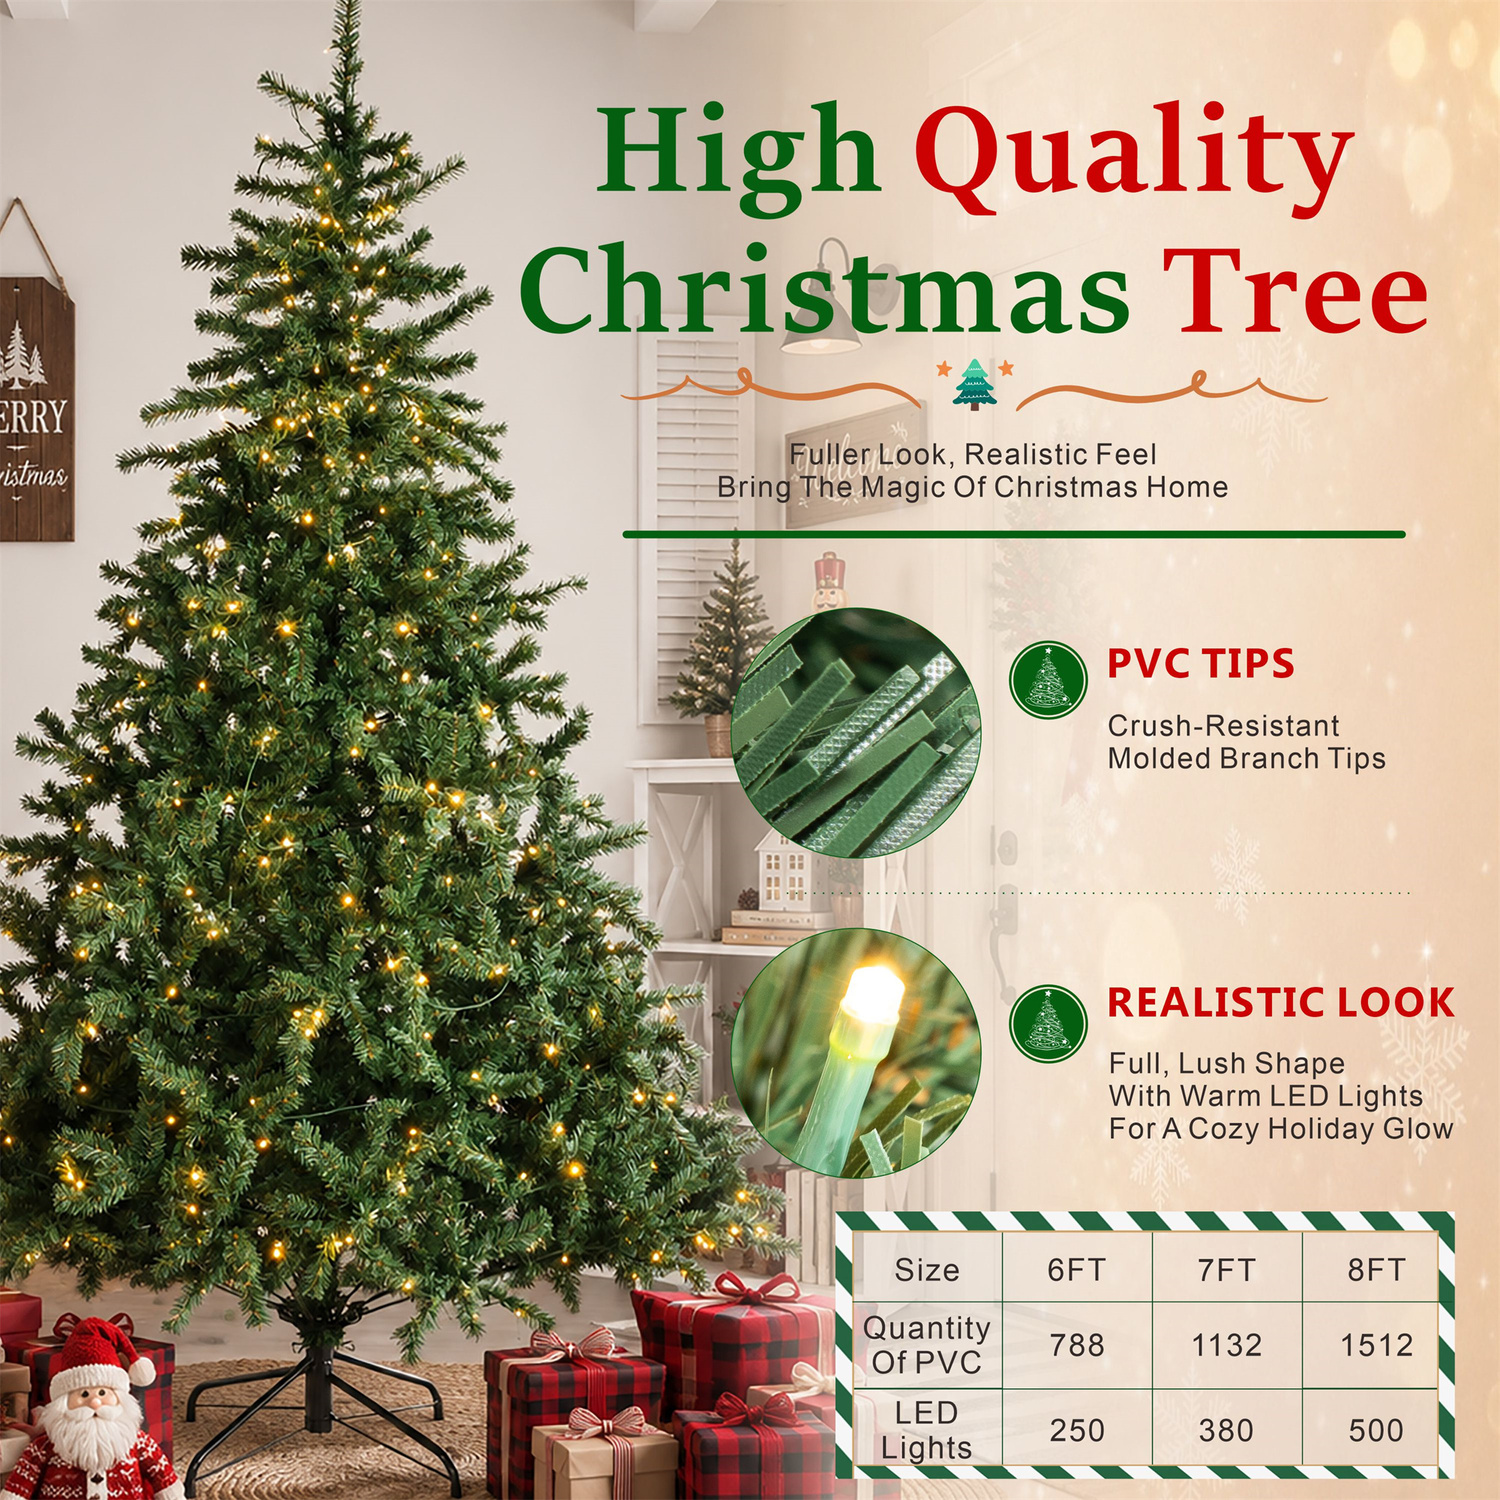 High Quality
Christmas Tree
Fuller Look, Realistic Feel
Bring The Magic Of Christmas Home
ERRY
ristmas
Welcome
PVC TIPS
Crush-Resistant
Molded Branch Tips
REALISTIC LOOK
Full, Lush Shape
With Warm LED Lights
For A Cozy Holiday Glow
Size 6FT 7FT 8FT
Quantity
Of PVC 788 1132 1512
LED
Lights 250 380 500